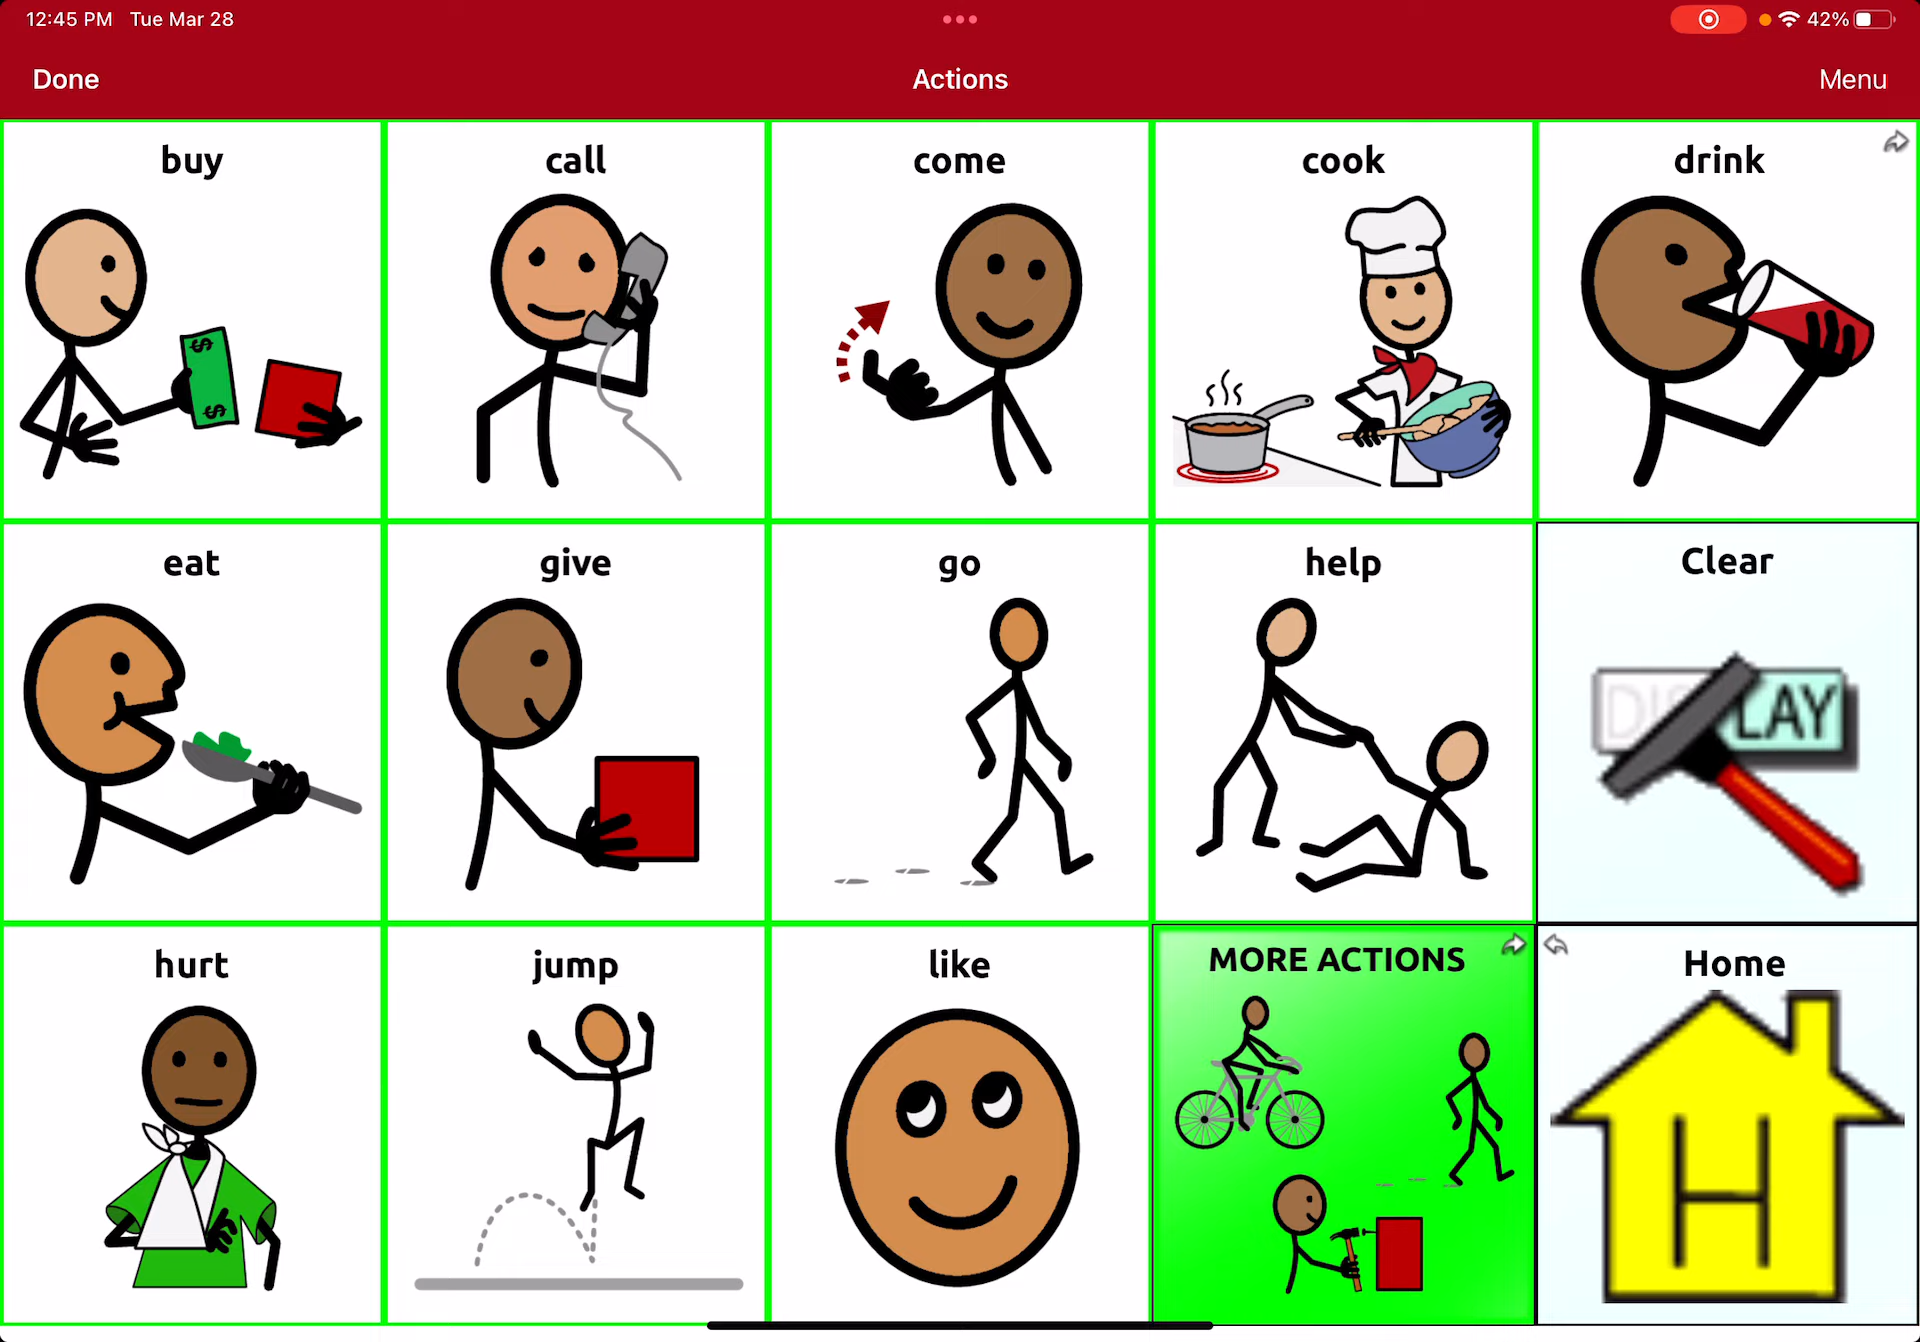 12:45 PM Tue Mar 28
42%
Done
Actions
Menu
buy
call
come
cook
drink
$
$
eat
give
go
help
Clear
DISPLAY
hurt
jump
like
MORE ACTIONS
Home
H